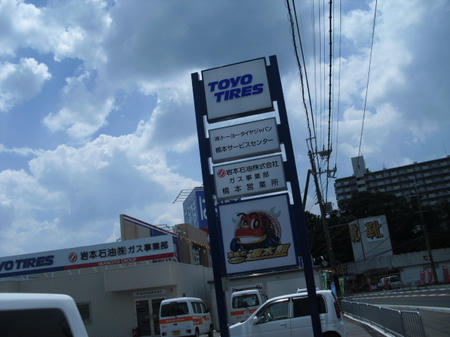 TOYO
TIRES
㈱トーヨータイヤジャパン
橋本サービスセンター
岩本石油株式会社
ガス事業部
橋本営業所
TOYO TIRES
岩本石油㈱ガス事業部